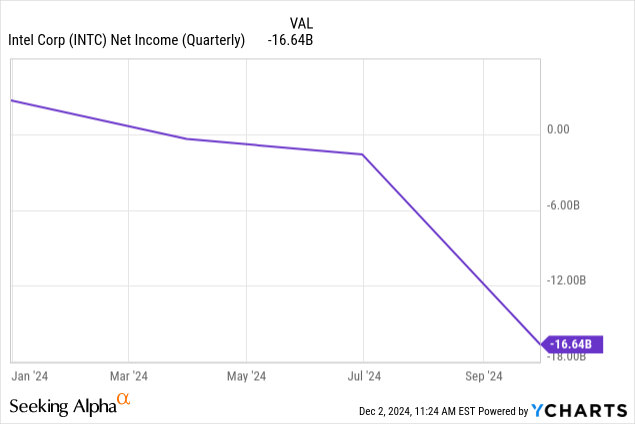 VAL
Intel Corp (INTC) Net Income (Quarterly) -16.64B
0.00
-6.00B
-12.00B
-16.64B
-18.00B
Jan '24 Mar '24 May '24 Jul '24 Sep '24
Seeking Alphaα
Dec 2, 2024, 11:24 AM EST Powered by YCHARTS